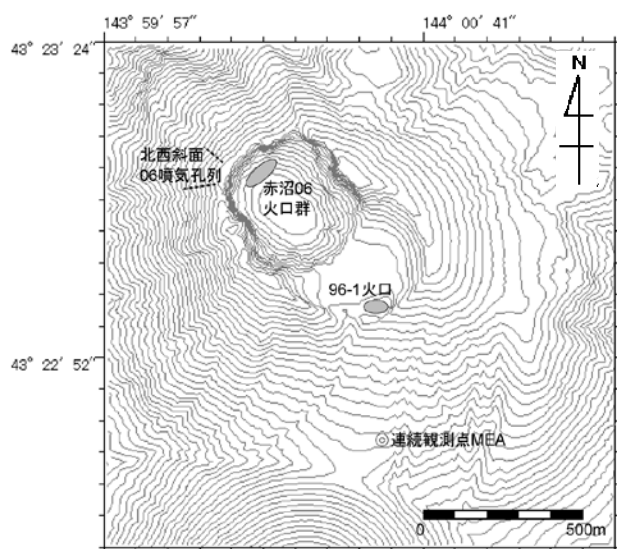 143° 59′ 57″
144° 00′ 41″
43° 23′ 24″
N
北西斜面
06噴気孔列
赤沼06
火口群
96-1火口
43° 22′ 52″
連続観測点MEA
0
500m